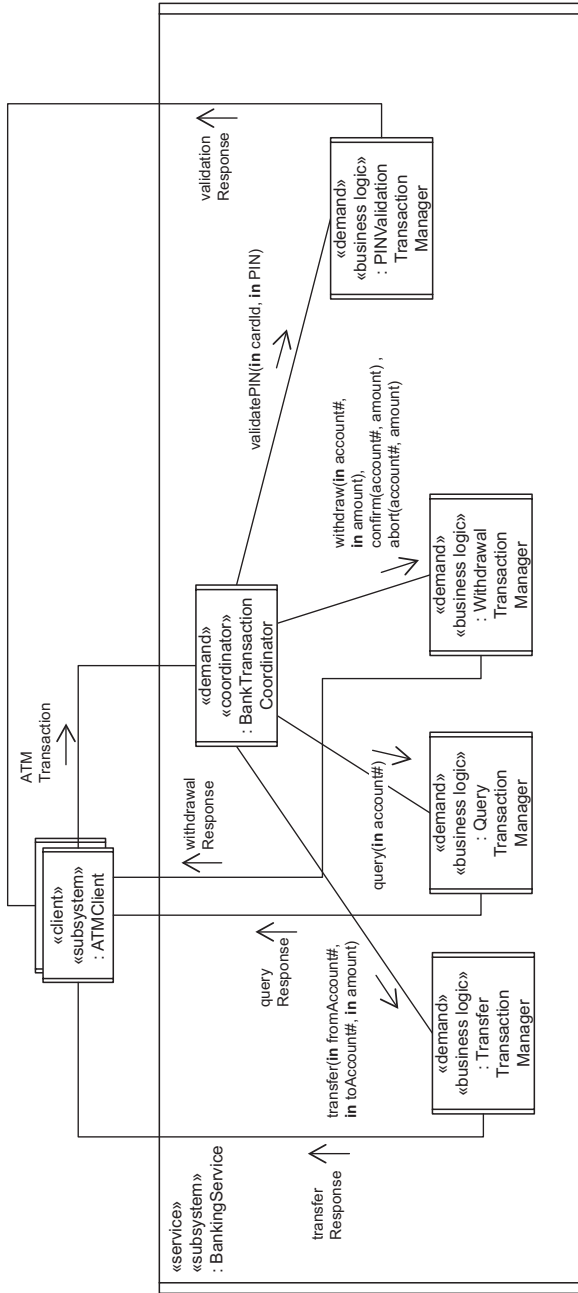 «client»
«subsystem»
: ATMClient
ATM
Transaction
«service»
«subsystem»
: BankingService
transfer
Response
query
Response
withdrawal
Response
validation
Response
«demand»
«coordinator»
: BankTransaction
Coordinator
transfer(in fromAccount#,
in toAccount#, in amount)
query(in account#)
withdraw(in account#,
in amount),
confirm(account#, amount) ,
abort(account#, amount)
validatePIN(in cardId, in PIN)
«demand»
«business logic»
: Transfer
Transaction
Manager
«demand»
«business logic»
: Query
Transaction
Manager
«demand»
«business logic»
: Withdrawal
Transaction
Manager
«demand»
«business logic»
: PINValidation
Transaction
Manager